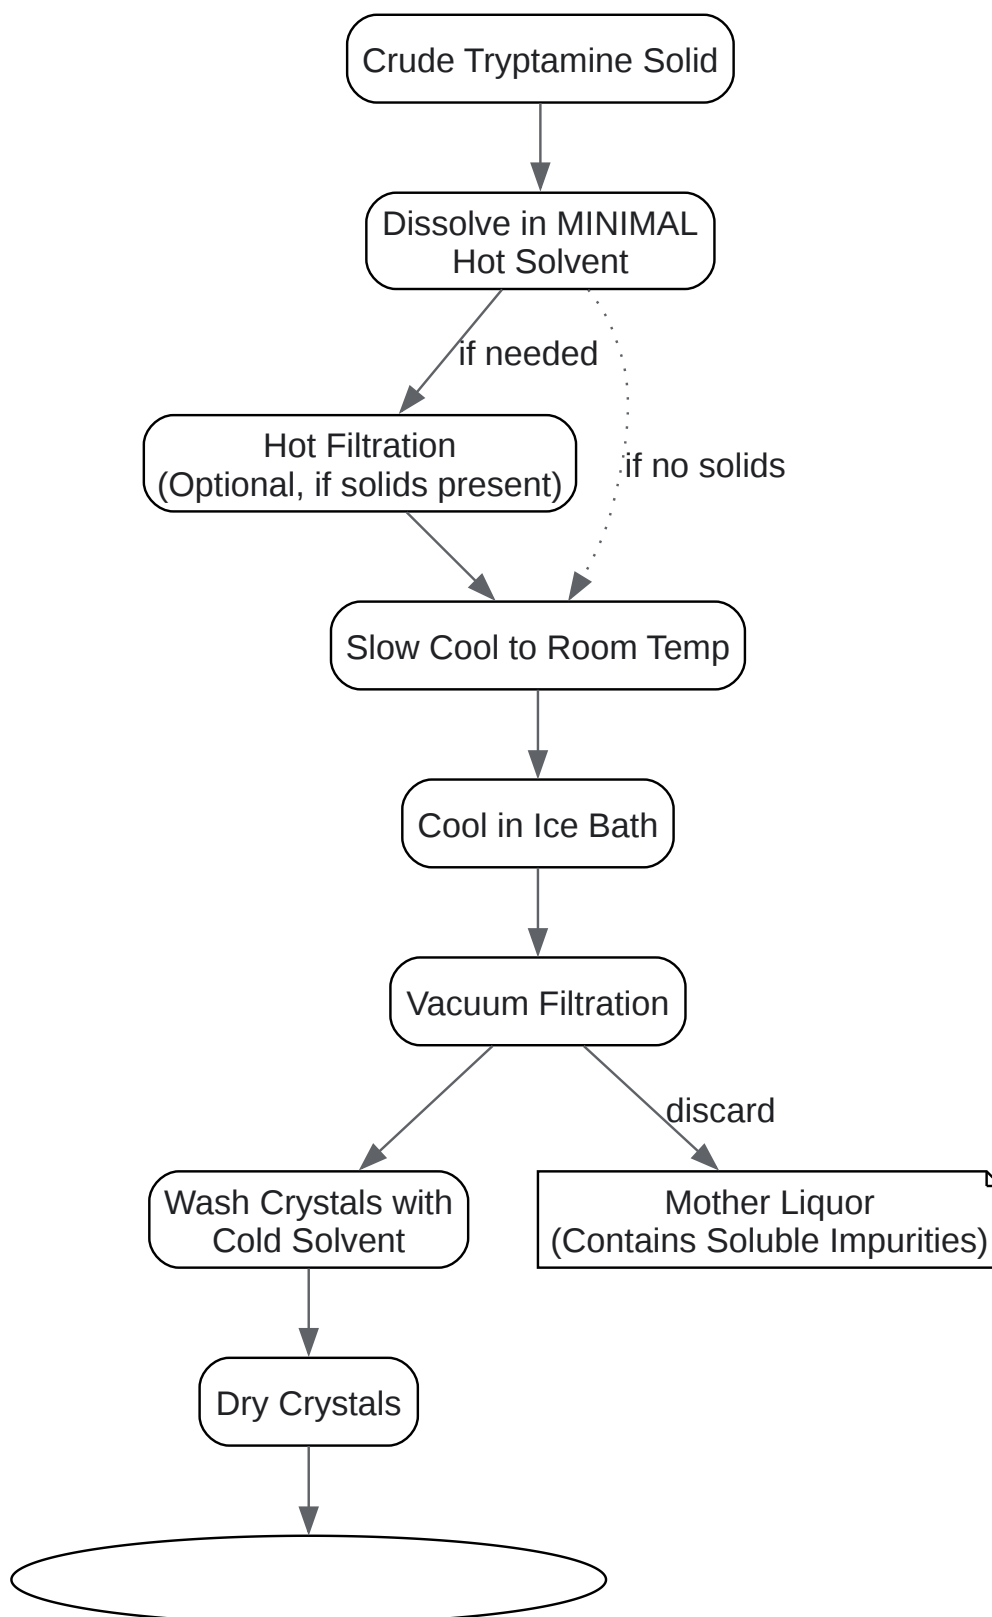 Crude Tryptamine Solid
Dissolve in MINIMAL
Hot Solvent
if needed
Hot Filtration
(Optional, if solids present)
if no solids
Slow Cool to Room Temp
Cool in Ice Bath
Vacuum Filtration
discard
Wash Crystals with
Cold Solvent
Mother Liquor
(Contains Soluble Impurities)
Dry Crystals